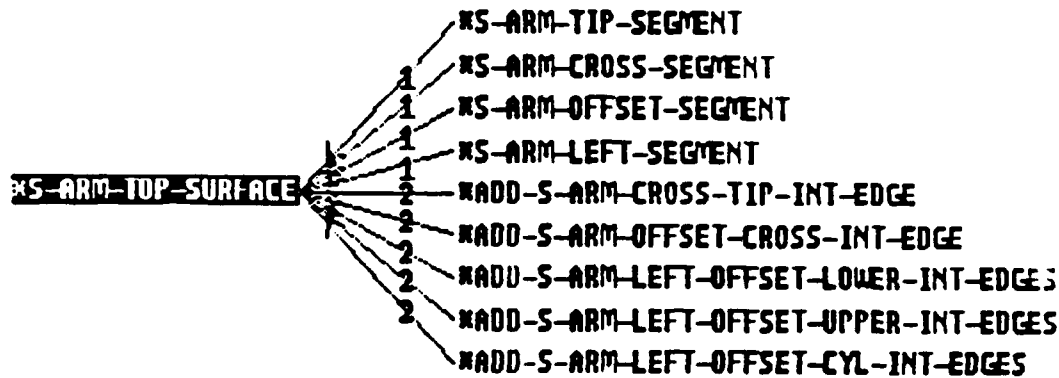 *S-ARM-TIP-SEGMENT
*S-ARM-CROSS-SEGMENT
1
*S-ARM-OFFSET-SEGMENT
1
1
*S-ARM-LEFT-SEGMENT
1
*S-ARM-TOP-SURFACE
2
*ADD-S-ARM-CROSS-TIP-INT-EDGE
2
*ADD-S-ARM-OFFSET-CROSS-INT-EDGE
2
*ADD-S-ARM-LEFT-OFFSET-LOWER-INT-EDGES
2
2
*ADD-S-ARM-LEFT-OFFSET-UPPER-INT-EDGES
*ADD-S-ARM-LEFT-OFFSET-CYL-INT-EDGES